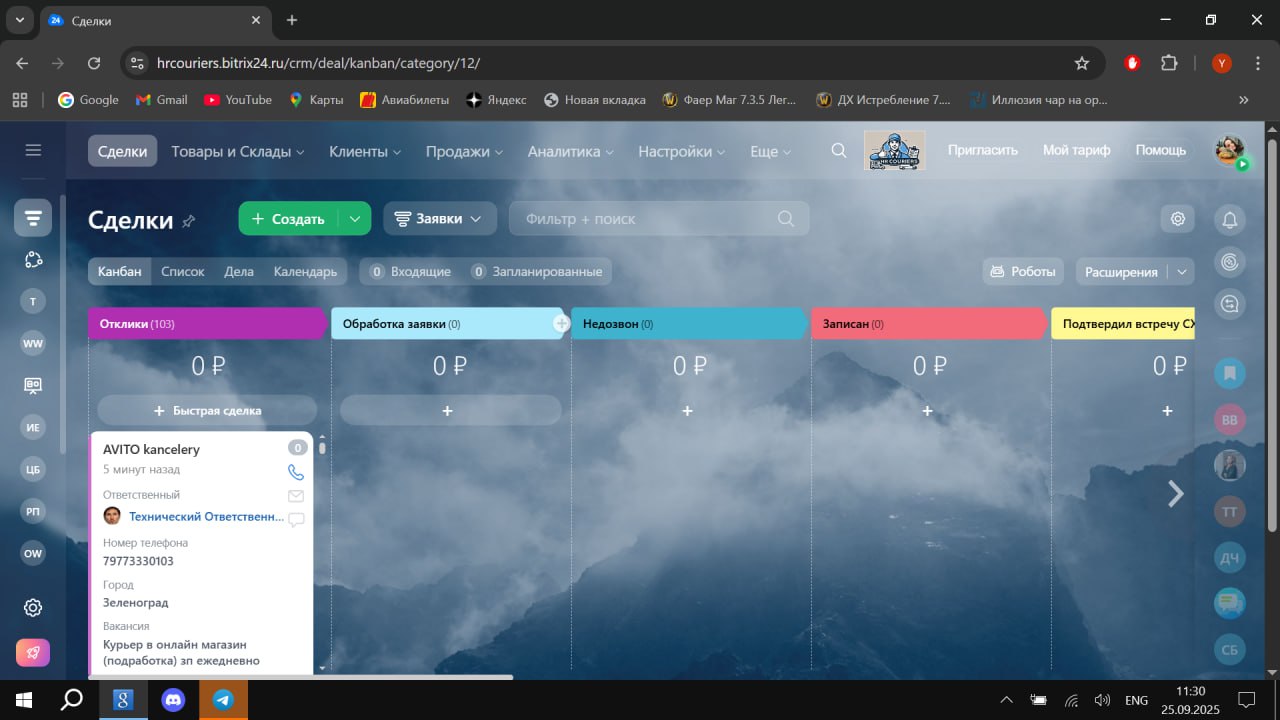 Сделки
hrcouriers.bitrix24.ru/crm/deal/kanban/category/12/
Y
Google
Gmail
YouTube
Карты
Авиабилеты
Яндекс
Новая вкладка
Фаер Маг 7.3.5 Лег...
ДХ Истребление 7....
Иллюзия чар на ор...
Сделки
Товары и Склады
Клиенты
Продажи
Аналитика
Настройки
Еще
HR COURIERS
Пригласить
Мой тариф
Помощь
Сделки
+ Создать
Заявки
Фильтр + поиск
Канбан
Список
Дела
Календарь
0 Входящие
0 Запланированные
Роботы
Расширения
Отклики (103)
Обработка заявки (0)
Недозвон (0)
Записан (0)
Подтвердил встречу СХ
0 ₽
0 ₽
0 ₽
0 ₽
0 ₽
+ Быстрая сделка
+
+
+
+
AVITO kancelery
0
5 минут назад
Ответственный
Технический Ответственн...
Номер телефона
79773330103
Город
Зеленоград
Вакансия
Курьер в онлайн магазин
(подработка) зп ежедневно
T
WW
ИЕ
ЦБ
РП
OW
ВВ
ТТ
ДЧ
СБ
ENG
11:30
25.09.2025